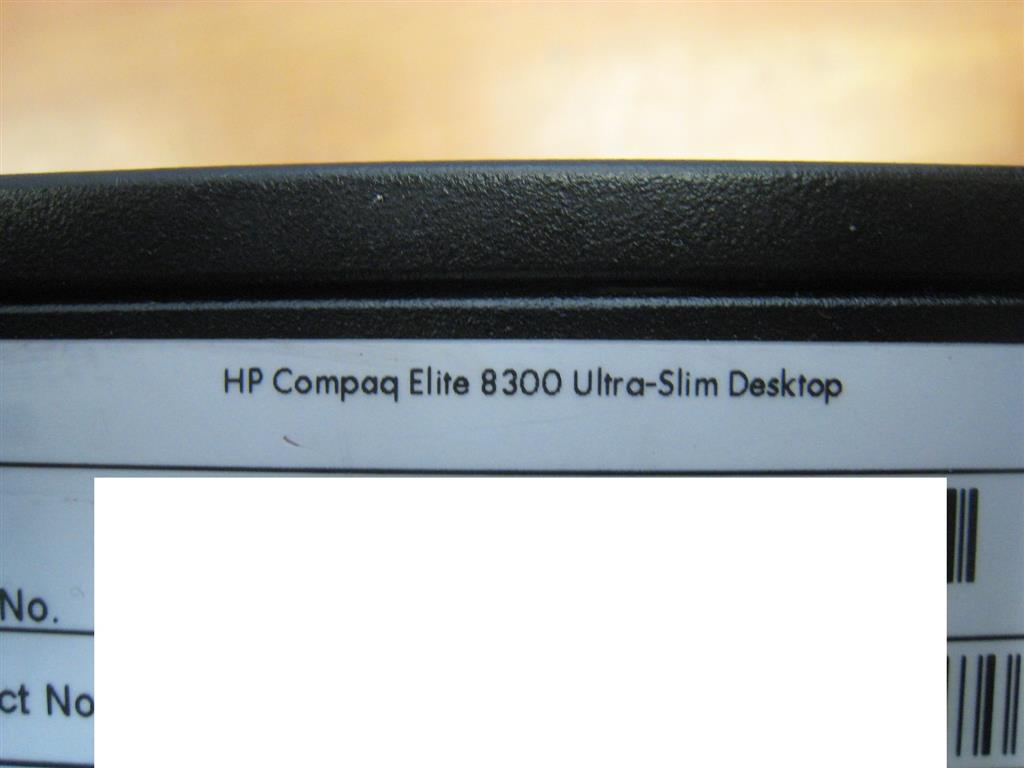 HP Compaq Elite 8300 Ultra-Slim Desktop
No.
ct No